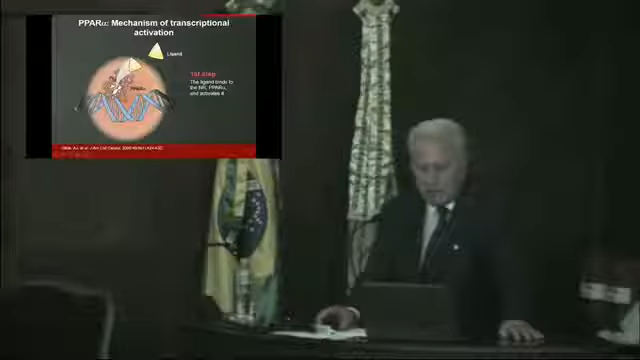 PPARα: Mechanism of transcriptional
activation
Ligand
1st step
The ligand binds to
the NR, PPARα,
and activates it